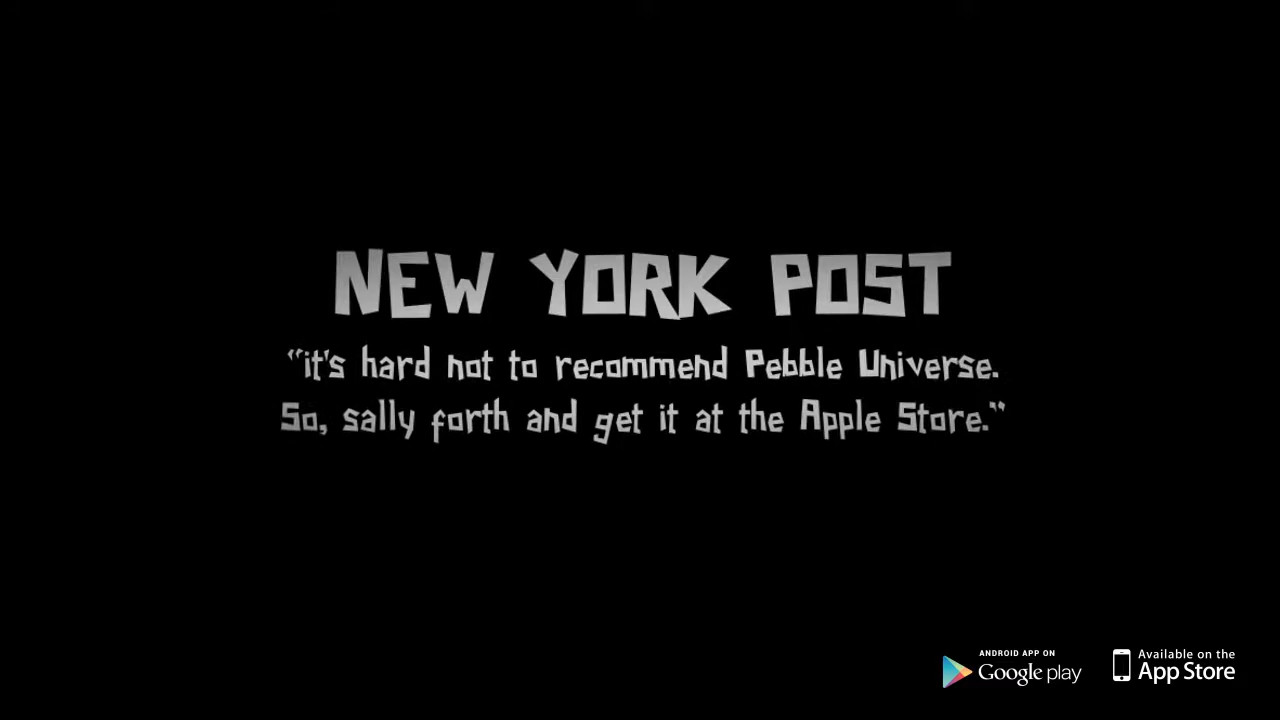 NEW YORK POST
“it's hard not to recommend Pebble Universe.
So, sally forth and get it at the Apple Store.”
ANDROID APP ON
Google play
Available on the
App Store